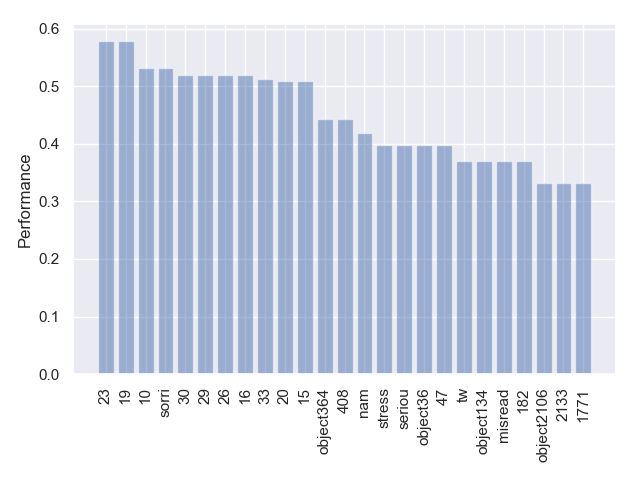 0.6
0.5
0.4
0.3
0.2
0.1
0.0
Performance
23
19
10
sorri
30
29
26
16
33
20
15
object364
408
nam
stress
seriou
object36
47
tw
object134
misread
182
object2106
2133
1771